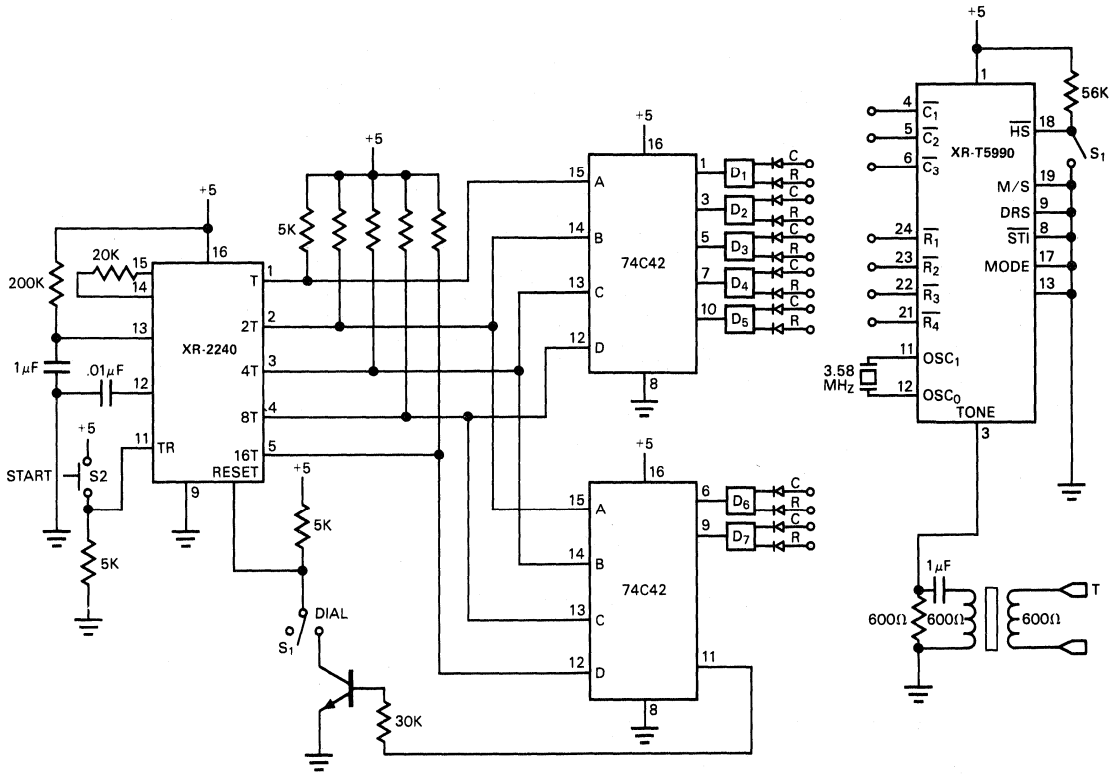 +5
200K
20K
+5
16
15
14
13
12
11
TR
XR-2240
1µF
.01µF
+5
START
S2
5K
9
RESET
T
1
2T
2
4T
3
8T
4
16T
5
+5
5K
+5
5K
DIAL
S1
30K
+5
16
15
A
14
B
13
C
12
D
74C42
8
1
D1
C
R
3
D2
C
R
5
D3
C
R
7
D4
C
R
10
D5
C
R
+5
16
15
A
14
B
13
C
12
D
74C42
8
6
D6
C
R
9
D7
C
R
11
+5
1
XR-T5990
4
C1
5
C2
6
C3
24
R1
23
R2
22
R3
21
R4
11
OSC1
12
OSC0
3.58
MHZ
TONE
3
56K
HS
18
S1
M/S
19
DRS
9
STI
8
MODE
17
13
1µF
600Ω
600Ω
600Ω
T